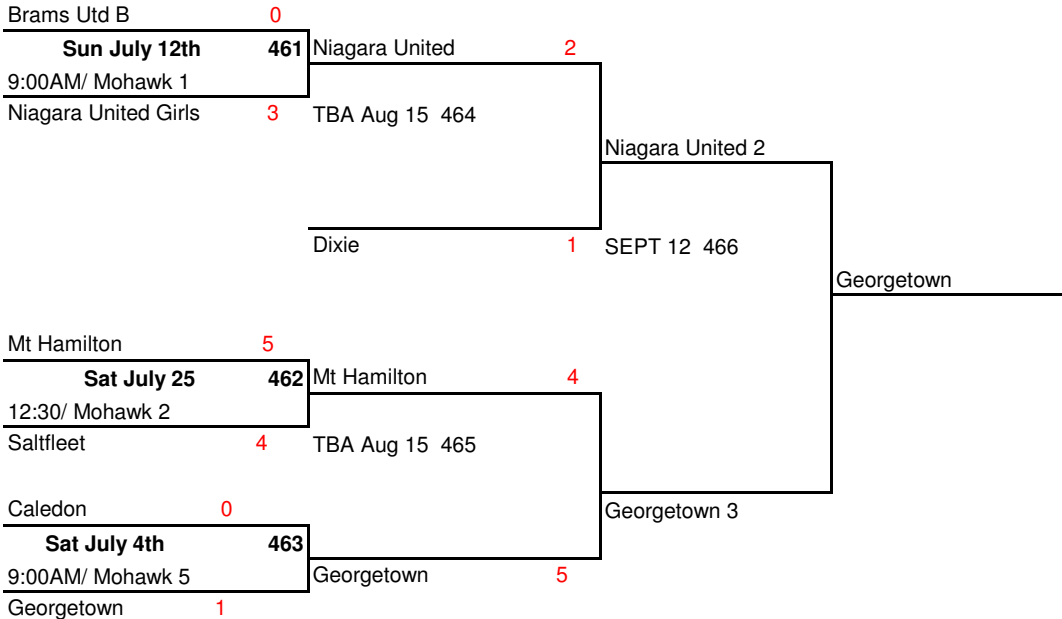 Brams Utd B 0
Sun July 12th 461 Niagara United 2
9:00AM/ Mohawk 1
Niagara United Girls 3 TBA Aug 15 464
Niagara United 2
Dixie 1 SEPT 12 466
Georgetown
Mt Hamilton 5
Sat July 25 462 Mt Hamilton 4
12:30/ Mohawk 2
Saltfleet 4 TBA Aug 15 465
Caledon 0
Georgetown 3
Sat July 4th 463
9:00AM/ Mohawk 5 Georgetown 5
Georgetown 1